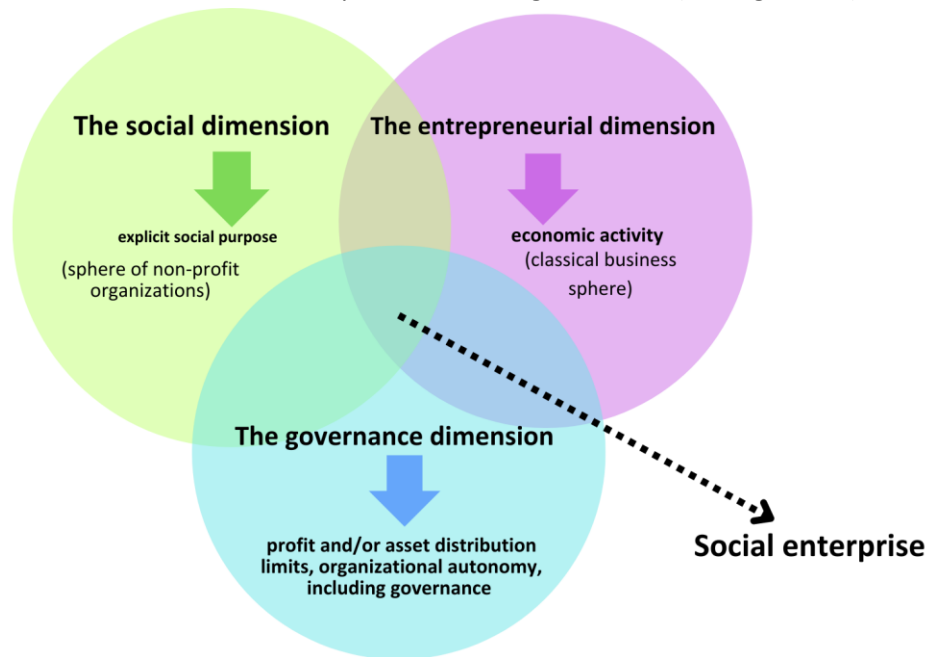 The social dimension
explicit social purpose
(sphere of non-profit
organizations)
The entrepreneurial dimension
economic activity
(classical business
sphere)
The governance dimension
profit and/or asset distribution
limits, organizational autonomy,
including governance
Social enterprise